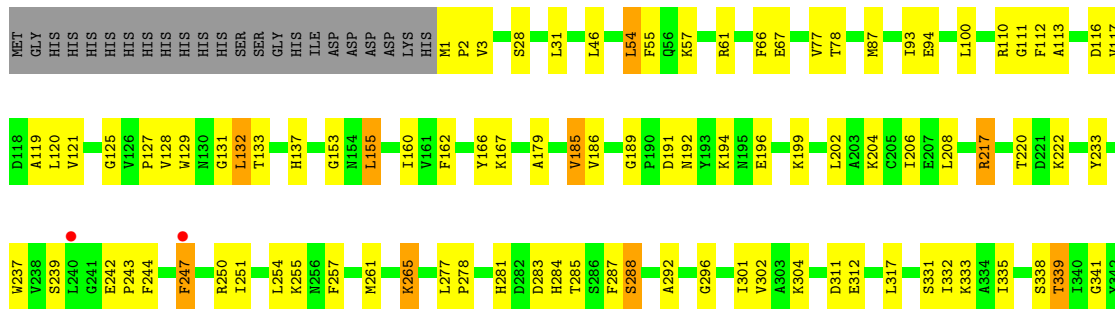 MET GLY HIS HIS HIS HIS HIS HIS HIS HIS HIS HIS SER SER GLY HIS ILE ASP ASP ASP ASP LYS HIS M1 P2 V3 S28 L31 L46 L54 F55 Q56 K57 R61 F66 E67 V77 T78 M87 I93 E94 L100 R110 G111 F112 A113 D116 V117
D118 A119 L120 V121 G125 V126 P127 V128 W129 N130 G131 L132 T133 H137 G153 N154 L155 I160 V161 F162 Y166 K167 A179 V185 V186 G189 P190 D191 N192 Y193 K194 N195 E196 K199 L202 A203 K204 C205 I206 E207 L208 R217 T220 D221 K222 Y233
W237 V238 S239 L240 G241 E242 P243 F244 F247 R250 I251 L254 K255 N256 F257 M261 K265 L277 P278 H281 D282 D283 H284 T285 S286 F287 S288 A292 G296 I301 V302 A303 K304 D311 E312 L317 S331 I332 K333 A334 I335 S338 T339 I340 G341